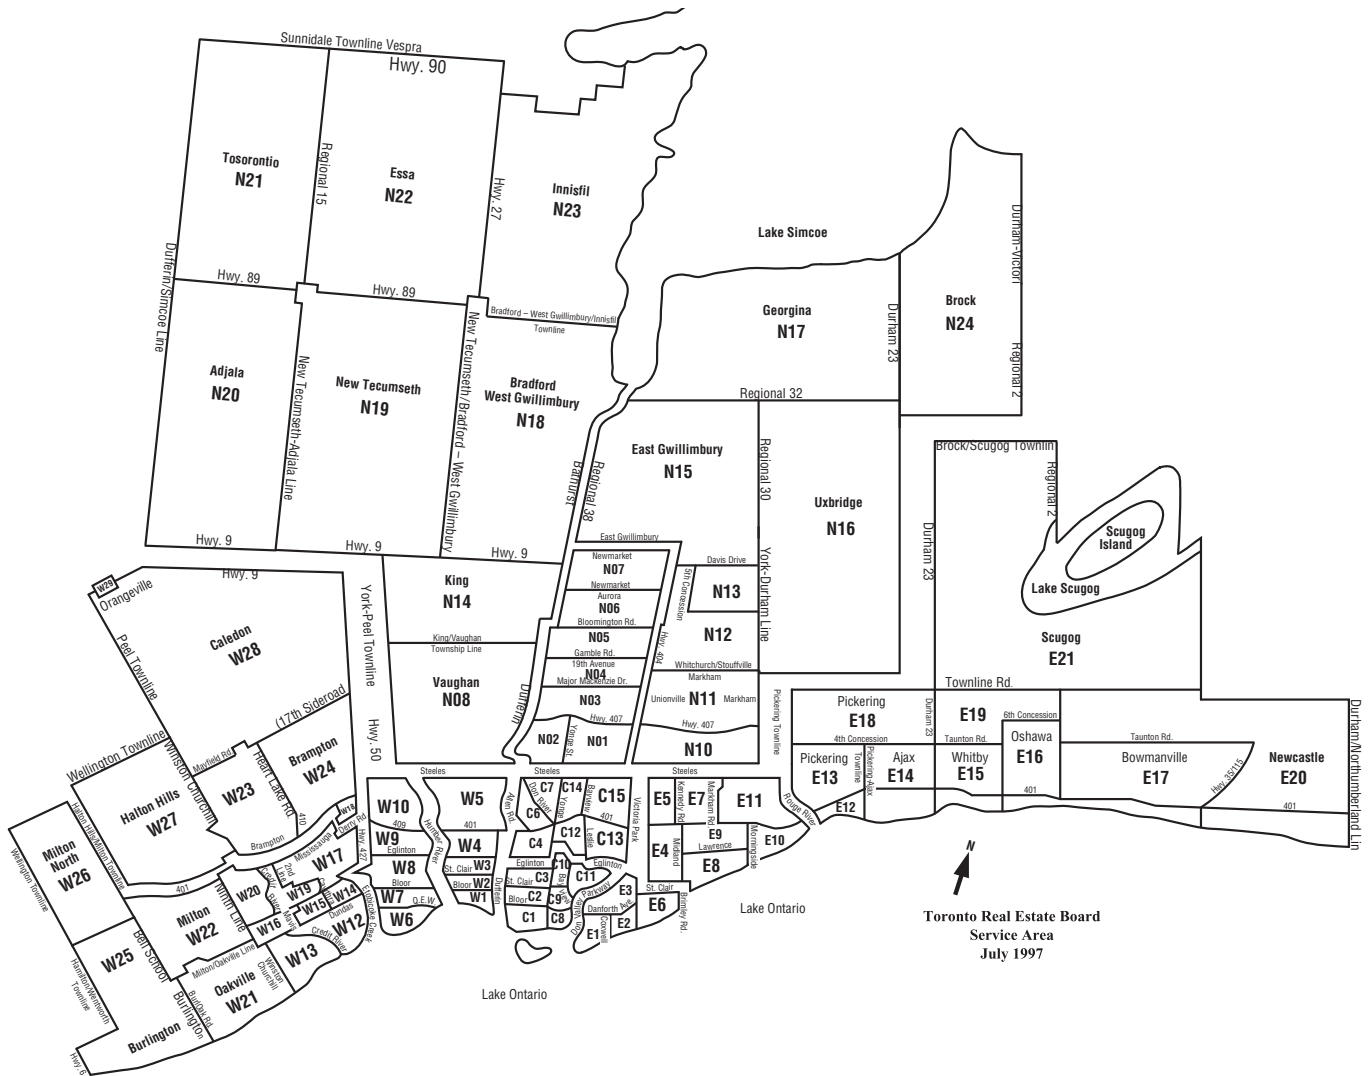 Sunnidale Townline Vespra
Hwy. 90
Tosorontio
N21
Regional 15
Essa
N22
Hwy. 27
Innisfil
N23
Lake Simcoe
Dufferin/Simcoe Line
Hwy. 89
Hwy. 89
Bradford – West Gwillimbury/Innisfil
Townline
Georgina
N17
Durham 23
Brock
N24
Durham-Victori
Regional 2
Adjala
N20
New Tecumseth-Adjala Line
New Tecumseth
N19
New Tecumseth/Bradford – West Gwillimbury
Bradford
West Gwillimbury
N18
Regional 32
Bathurst
Regional 38
East Gwillimbury
N15
Regional 30
Uxbridge
N16
York-Durham Line
Durham 23
Brock/Scugog Townlin
Regional 2
Scugog
Island
Lake Scugog
Scugog
E21
Hwy. 9
Hwy. 9
Hwy. 9
East Gwillimbury
Newmarket
N07
Newmarket
Aurora
N06
Bloomington Rd.
N05
Gamble Rd.
19th Avenue
N04
Major Mackenzie Dr.
N03
Hwy. 407
N02
Yonge St.
N01
Davis Drive
5th Concession
N13
N12
Hwy. 404
Whitchurch/Stouffville
Markham
Unionville
N11
Markham
Hwy. 407
N10
W29
Orangeville
Hwy. 9
Peel Townline
Caledon
W28
York-Peel Townline
Hwy. 50
King
N14
King/Vaughan
Township Line
Vaughan
N08
Dufferin
(17th Sideroad
Wellington Townline
Winston Churchill
Mayfield Rd
Heart Lake Rd
Brampton
W24
W23
410
Halton Hills
W27
Halton Hills/Milton Townline
Milton
North
W26
Wellington Townline
401
Brampton
Mississauga
W18
Derry Rd
Hwy. 427
W17
2nd
Line
Credit
River
W20
W19
W15
W14
Mavis
W16
Dundas
W12
Credit River
W13
Etobicoke Creek
Milton
W22
Ninth Line
Bell School
W25
Hamilton/Wentworth
Townline
Milton/Oakville Line
Winston
Churchill
Oakville
W21
BurlOak Rd.
Burlington
Burlington
Hwy. 6
Steeles
W10
409
W9
Eglinton
W8
Bloor
W7
Q.E.W.
W6
Humber River
W5
401
W4
St. Clair
W3
Bloor
W2
W1
Dufferin
Allen Rd.
Steeles
C7
Don River
C6
C14
Yonge
Bayview
C15
401
C4
C12
Leslie
C13
Victoria Park
Eglinton
C10
Eglinton
St. Clair
C3
Bayview
C11
Bloor
C2
C9
C1
C8
Don Valley Parkway
Danforth Ave.
E3
E1
Coxwell
E2
St. Clair
E6
Brimley Rd.
Steeles
E5
Kennedy Rd
E7
Markham Rd
E11
Rouge River
E4
Midland
E9
Lawrence
E8
Morningside
E10
Pickering Townline
Townline Rd.
Pickering
E18
4th Concession
Durham 23
E19
Taunton Rd.
6th Concession
Oshawa
E16
Taunton Rd.
Pickering
E13
Townline
Pickering-Ajax
Ajax
E14
Whitby
E15
E12
401
Bowmanville
E17
Hwy. 35/115
Newcastle
E20
401
Durham/Northumberland Lin
N
Lake Ontario
Lake Ontario
Toronto Real Estate Board
Service Area
July 1997